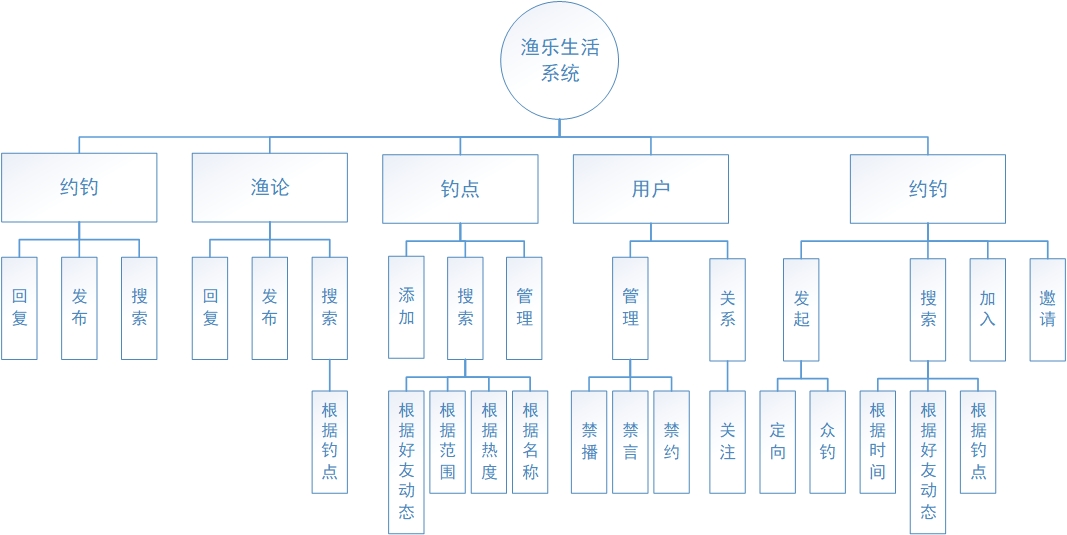 渔乐生活
系统
约钓
渔论
钓点
用户
约钓
回复
发布
搜索
回复
发布
搜索
添加
搜索
管理
管理
关系
发起
搜索
加入
邀请
根据钓点
根据好友动态
根据范围
根据热度
根据名称
禁播
禁言
禁约
关注
定向
众钓
根据时间
根据好友动态
根据钓点